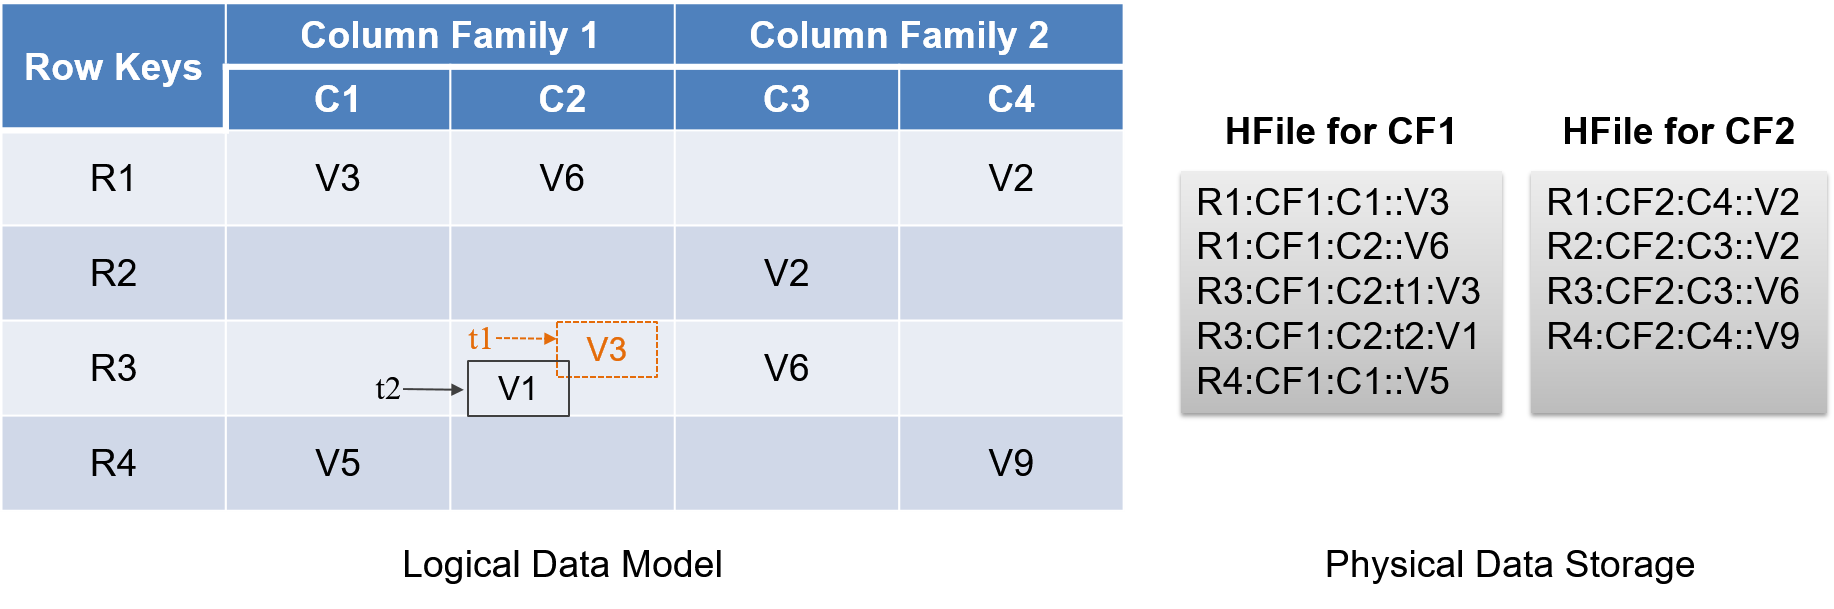 Row Keys Column Family 1 Column Family 2
C1 C2 C3 C4
R1 V3 V6 V2
R2 V2
R3 t1 V3 t2 V1 V6
R4 V5 V9
Logical Data Model
HFile for CF1
R1:CF1:C1::V3
R1:CF1:C2::V6
R3:CF1:C2:t1:V3
R3:CF1:C2:t2:V1
R4:CF1:C1::V5
HFile for CF2
R1:CF2:C4::V2
R2:CF2:C3::V2
R3:CF2:C3::V6
R4:CF2:C4::V9
Physical Data Storage